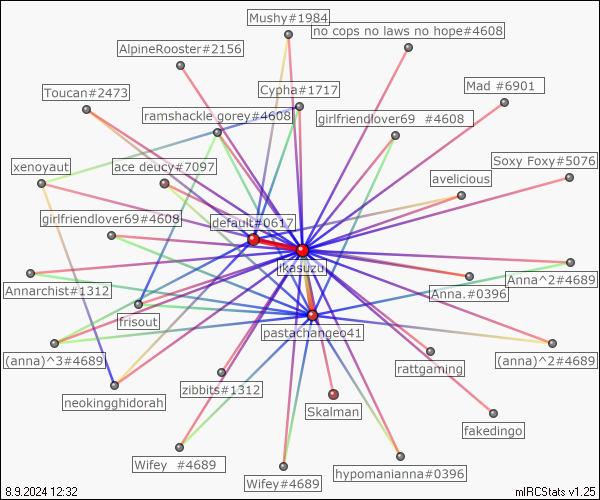 Mushy#1984
no cops no laws no hope#4608
AlpineRooster#2156
Cypha#1717
Mad #6901
Toucan#2473
ramshackle gorey#4608
girlfriendlover69 #4608
xenoyaut
ace deucy#7097
Soxy Foxy#5076
avelicious
girlfriendlover69#4608
default#0617
ikasuzu
Annarchist#1312
Anna.#0396
Anna^2#4689
frisout
pastachangeo41
(anna)^3#4689
rattgaming
(anna)^2#4689
zibbits#1312
neokingghidorah
Skalman
fakedingo
Wifey #4689
Wifey#4689
hypomanianna#0396
8.9.2024 12:32
mIRCStats v1.25